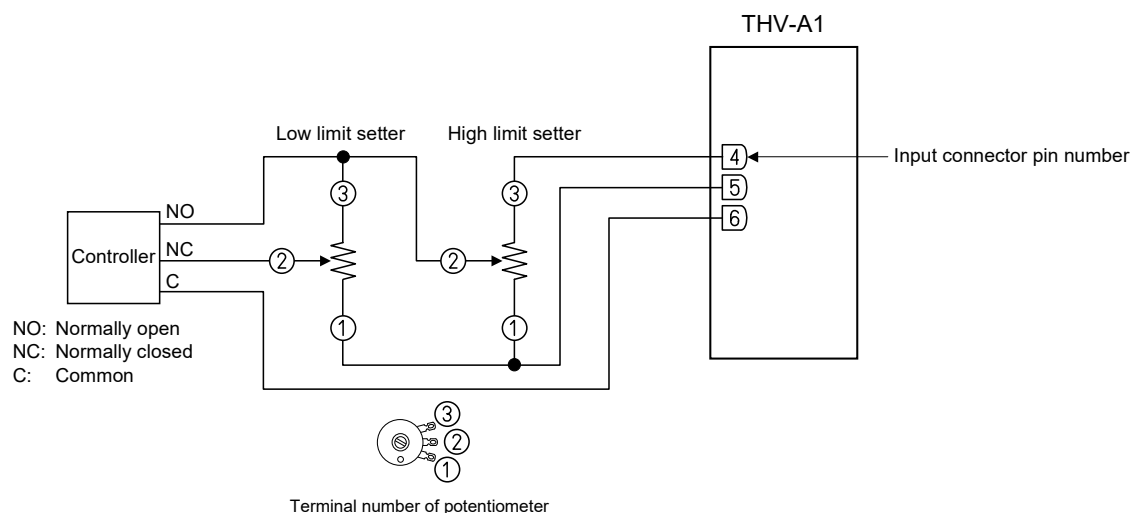 THV-A1
Low limit setter
High limit setter
4
Input connector pin number
3
3
5
NO
6
Controller
NC
2
2
C
NO: Normally open
1
1
NC: Normally closed
C: Common
3
2
1
Terminal number of potentiometer